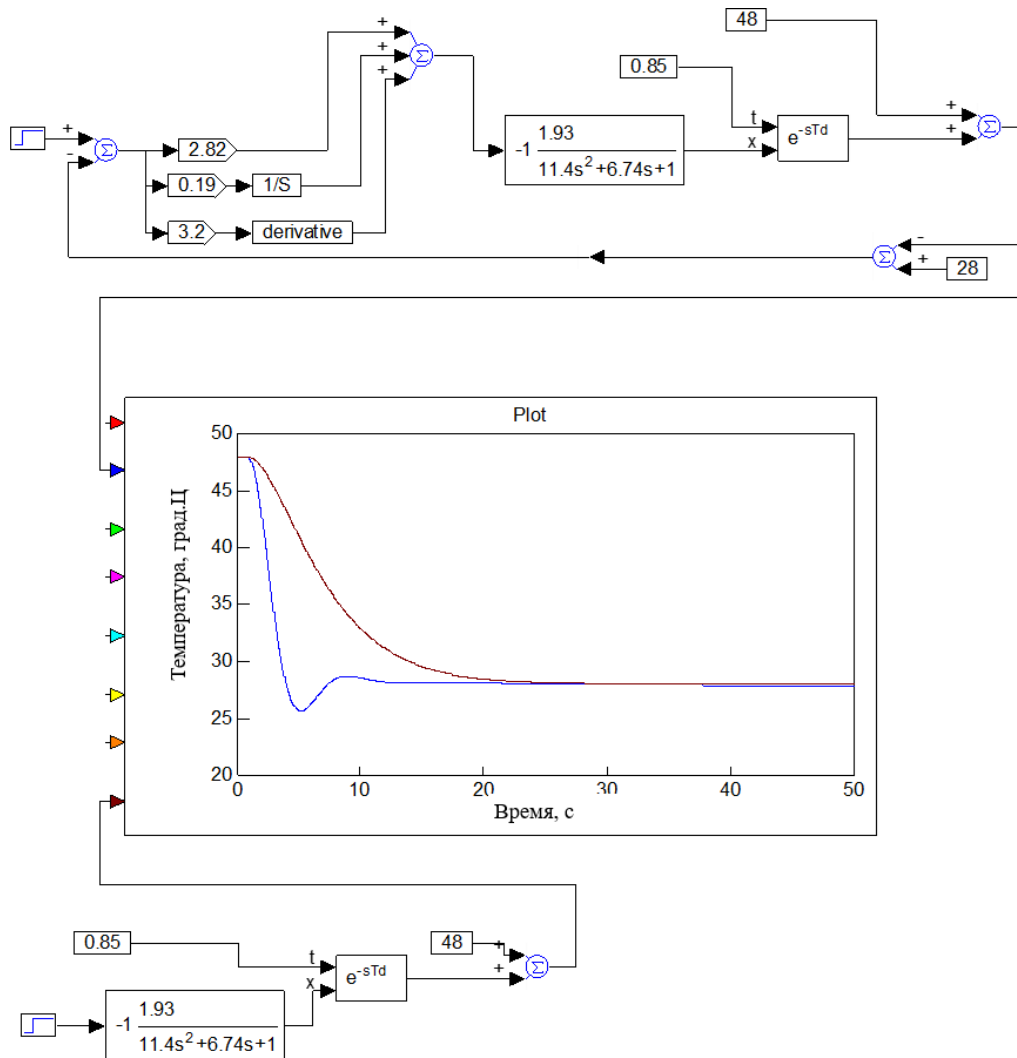 48
0.85
+
+
+
Σ
+
+
Σ
+
-
Σ
2.82
0.19
1/S
3.2
derivative
-1 1.93
11.4s²+6.74s+1
t
x
e^-sTd
-
+
Σ
28
Plot
50
45
40
35
30
25
20
Температура, град.Ц
0
10
20
30
40
50
Время, с
0.85
48
t
x
e^-sTd
+
+
Σ
-1 1.93
11.4s²+6.74s+1